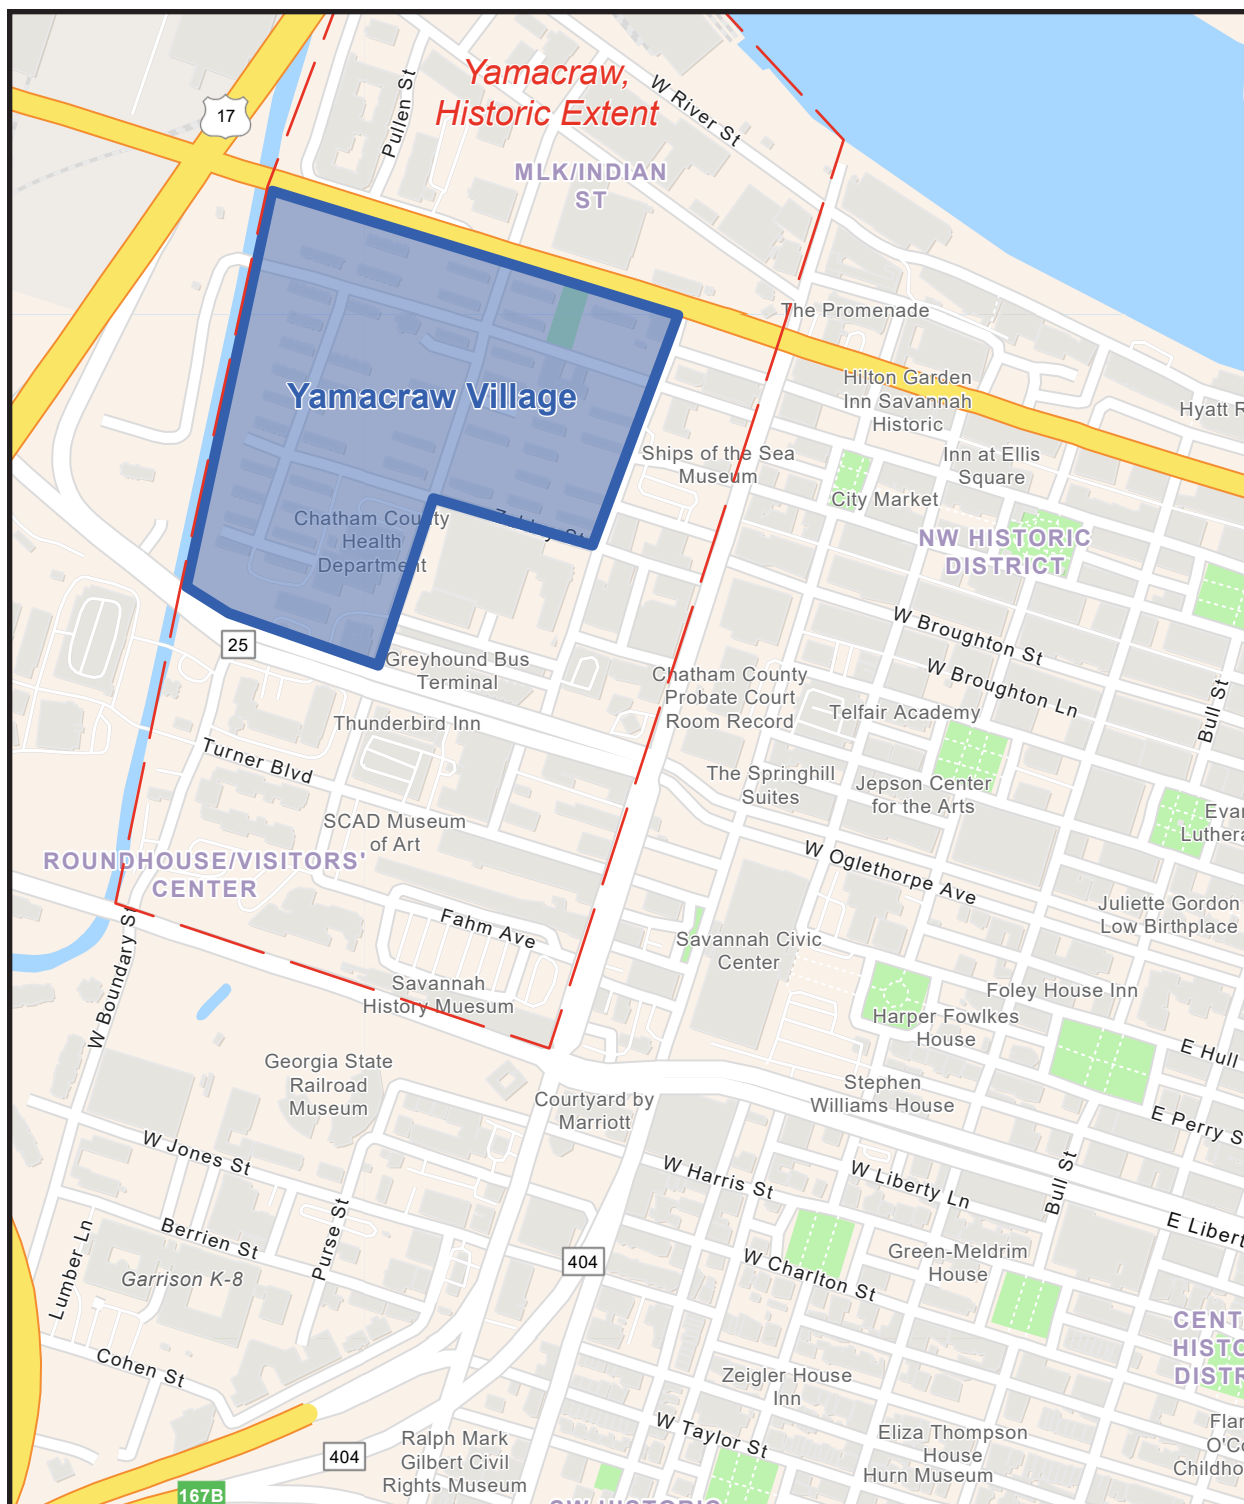 17
Yamacraw,
Historic Extent
Pullen St
W River St
MLK/INDIAN
ST
The Promenade
Yamacraw Village
Hilton Garden
Inn Savannah
Historic
Hyatt R
Ships of the Sea
Museum
Inn at Ellis
Square
City Market
Chatham County
Health
Department
NW HISTORIC
DISTRICT
25
W Broughton St
W Broughton Ln
Bull St
Greyhound Bus
Terminal
Chatham County
Probate Court
Room Record
Telfair Academy
Thunderbird Inn
Turner Blvd
The Springhill
Suites
Jepson Center
for the Arts
SCAD Museum
of Art
Evan
Luthera
ROUNDHOUSE/VISITORS'
CENTER
W Oglethorpe Ave
Juliette Gordon
Low Birthplace
Fahm Ave
Savannah Civic
Center
W Boundary St
Savannah
History Muesum
Foley House Inn
Harper Fowlkes
House
E Hull
Georgia State
Railroad
Museum
Courtyard by
Marriott
Stephen
Williams House
E Perry S
W Jones St
W Harris St
W Liberty Ln
Bull St
E Libert
Lumber Ln
Berrien St
Purse St
Garrison K-8
404
W Charlton St
Green-Meldrim
House
CENT
HISTO
DISTR
Cohen St
Zeigler House
Inn
W Taylor St
Eliza Thompson
House
Hurn Museum
Flan
O'Co
Childho
404
Ralph Mark
Gilbert Civil
Rights Museum
167B
SW HISTORIC